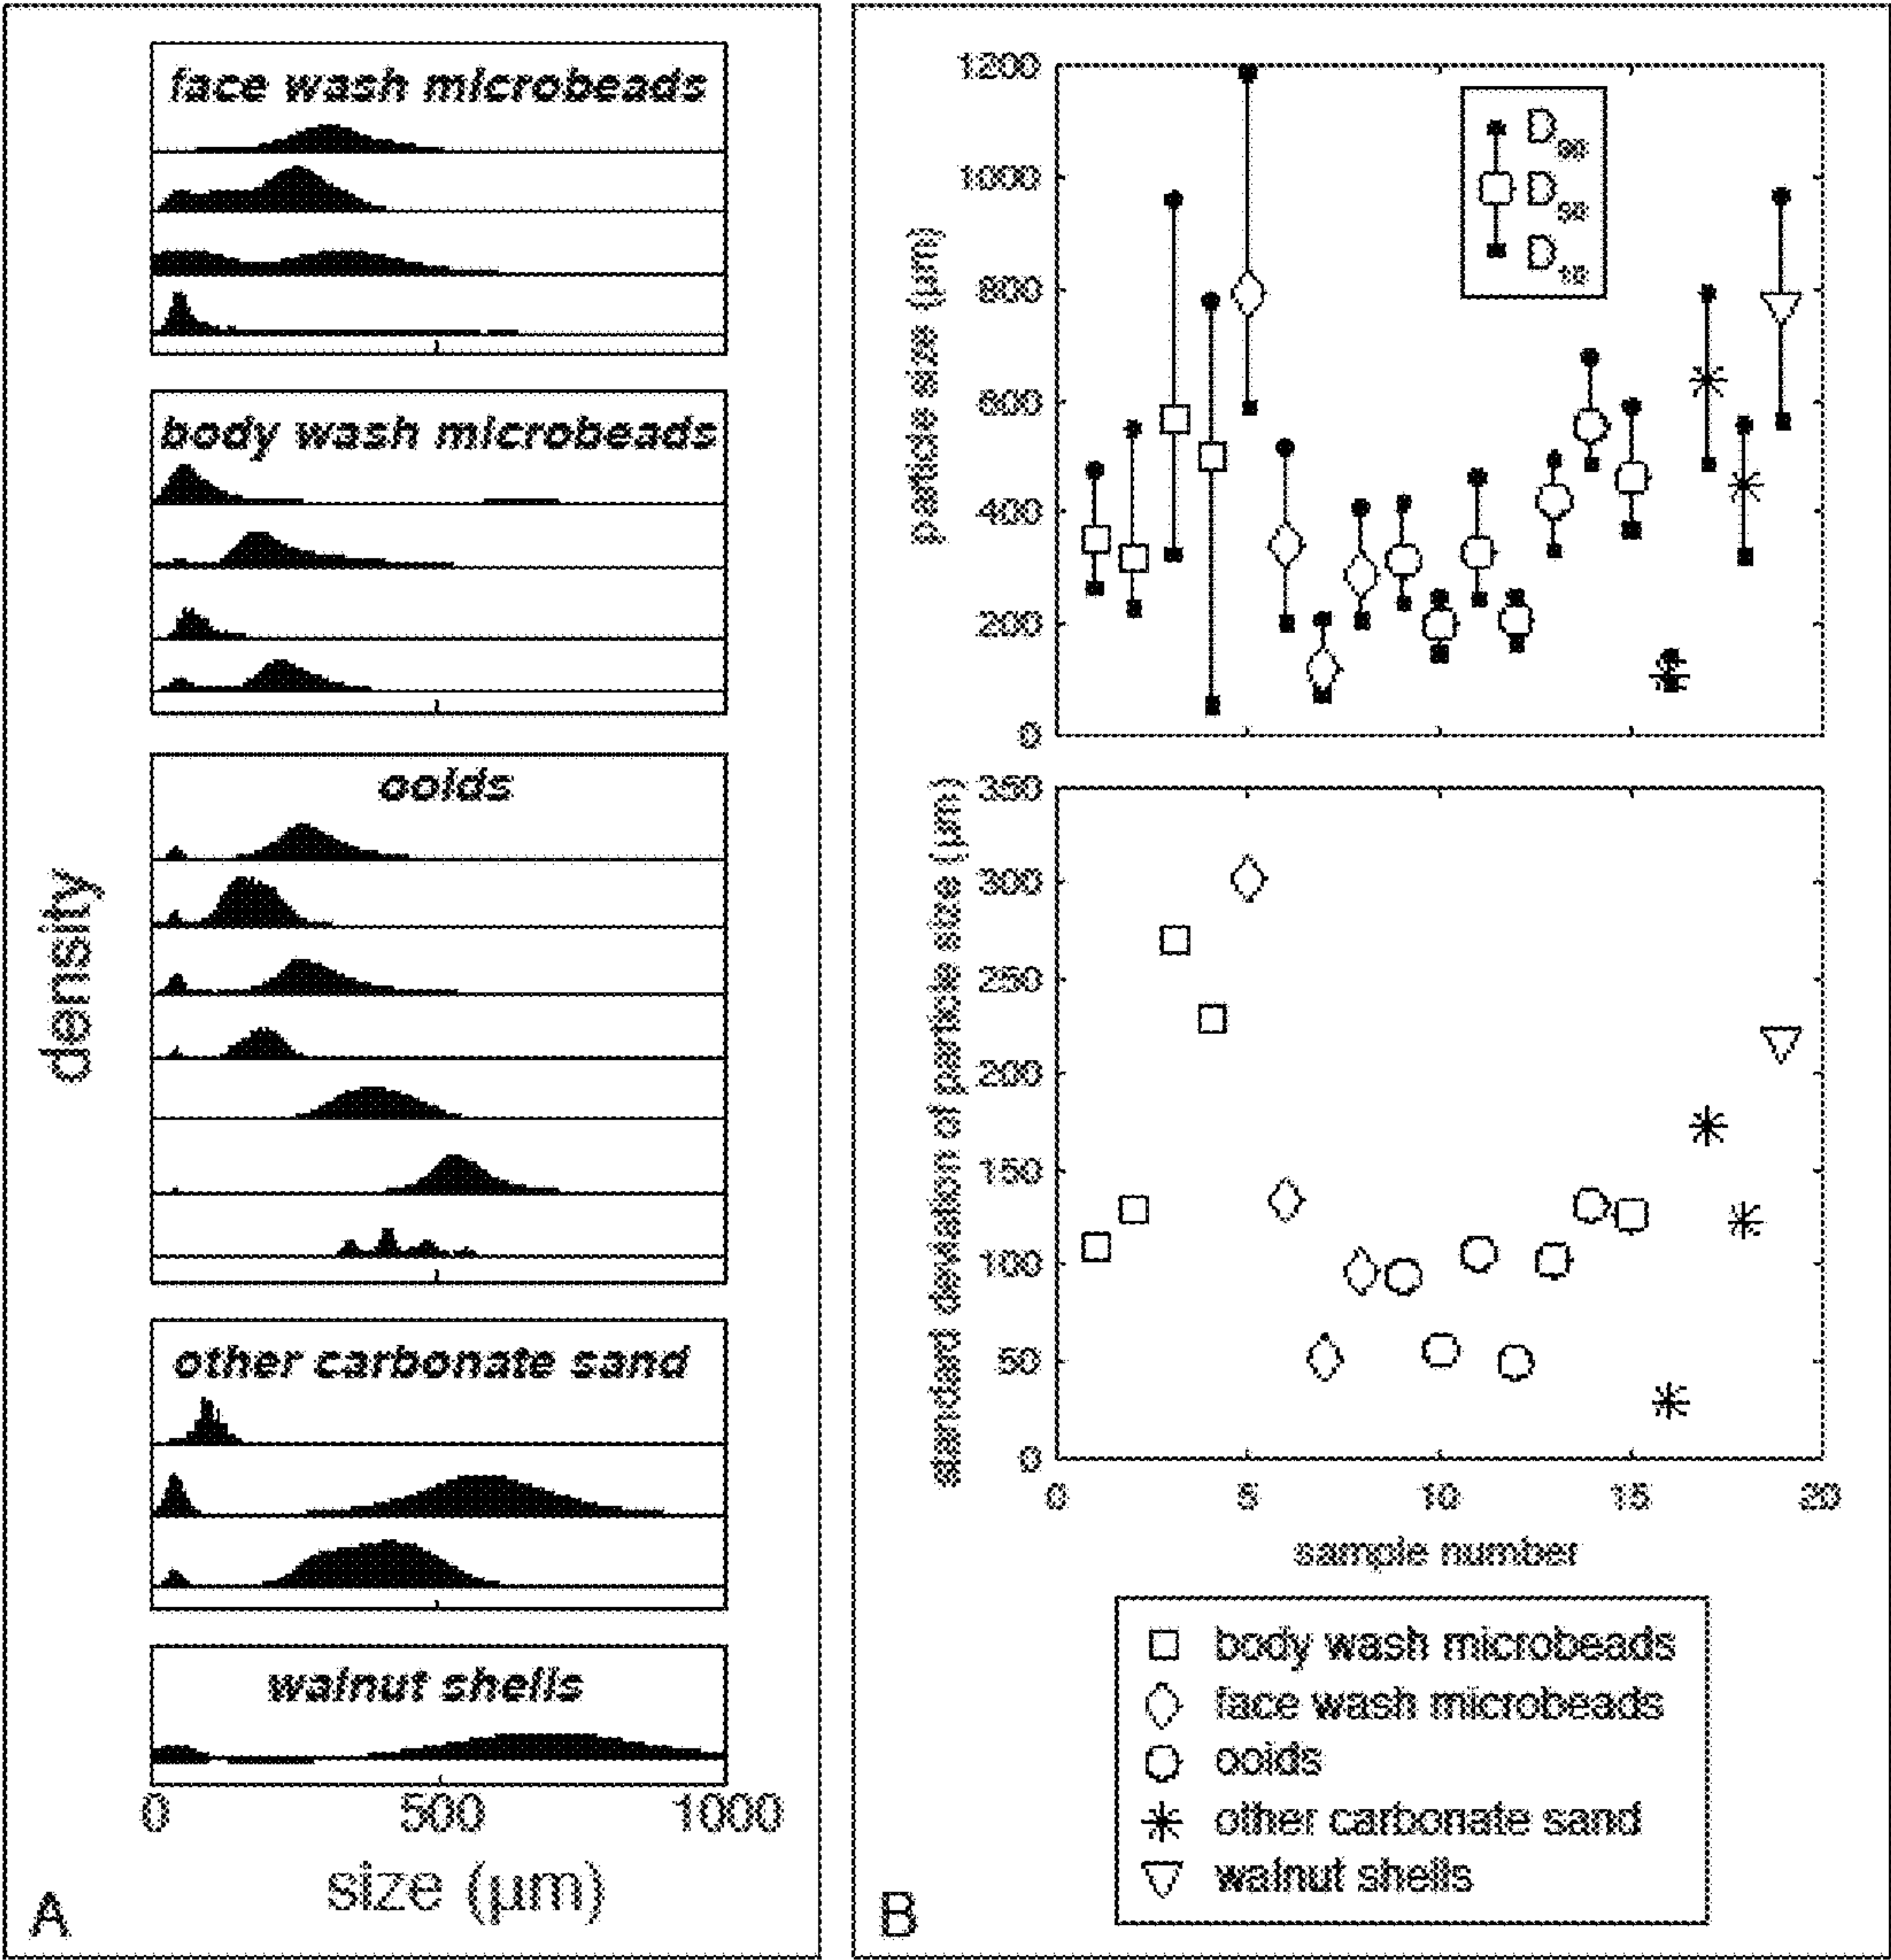 face wash microbeads
body wash microbeads
ooids
other carbonate sand
walnut shells
density
0 500 1000
size (μm)
A
1200
1000
800
600
400
200
0
particle size (μm)
D90
D50
D10
350
300
250
200
150
100
50
0
standard deviation of particle size (μm)
0 5 10 15 20
sample number
body wash microbeads
face wash microbeads
ooids
other carbonate sand
walnut shells
B